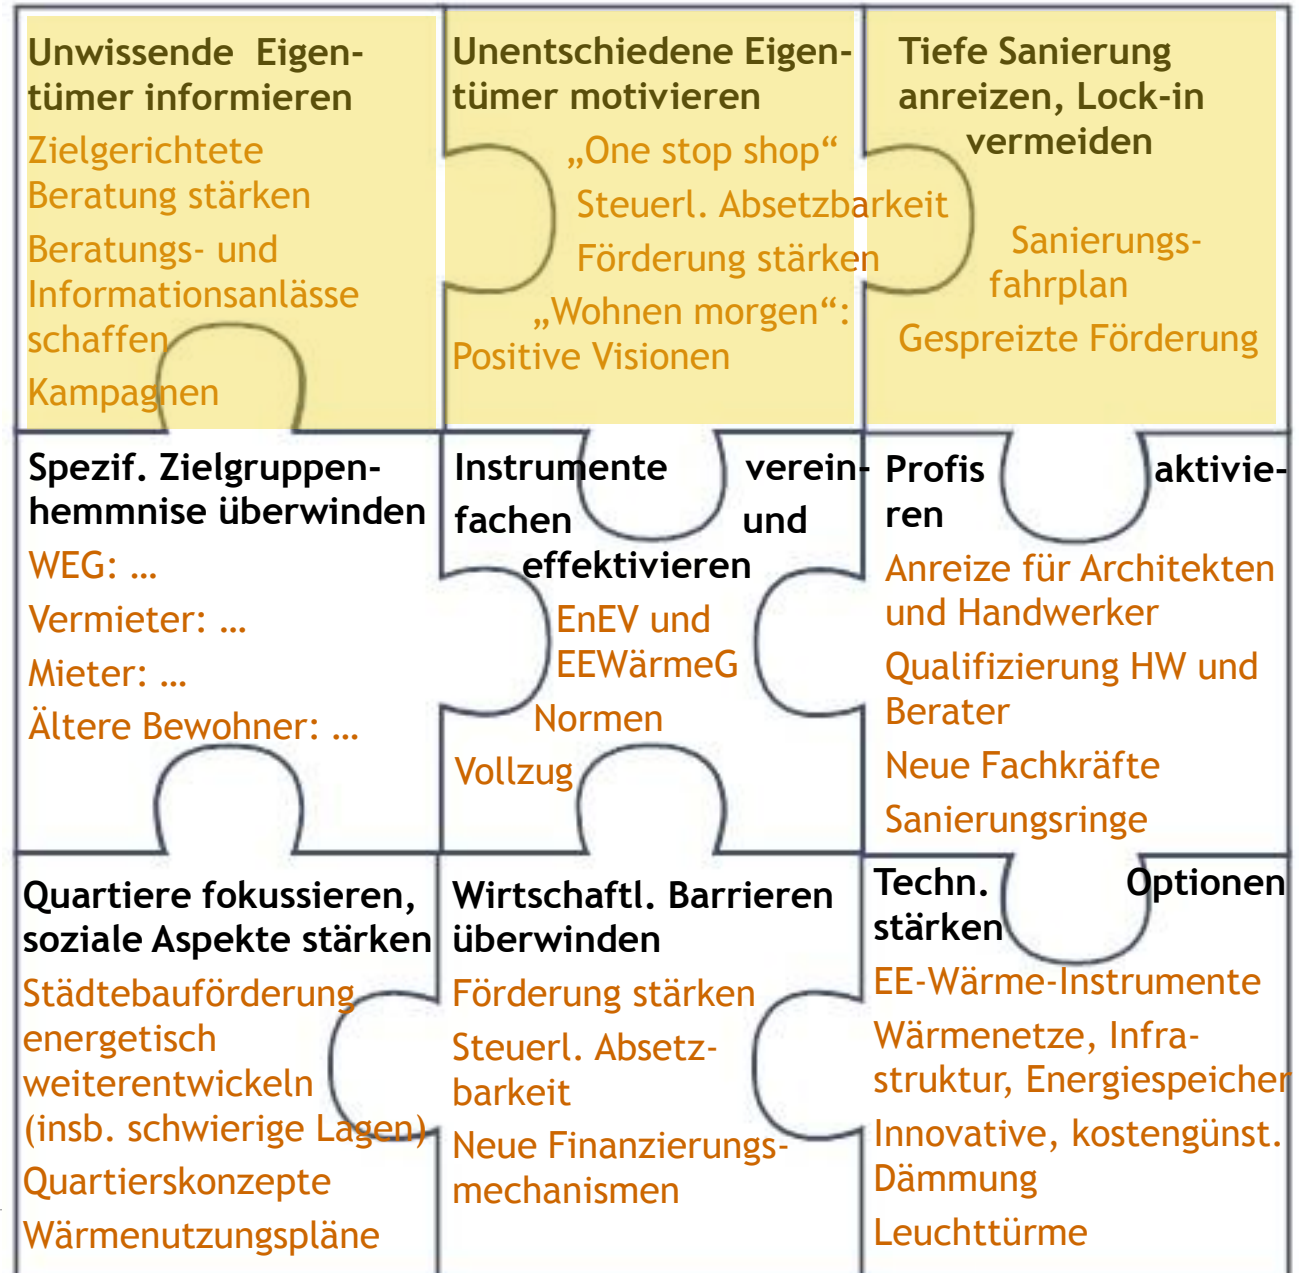 Unwissende Eigen-
tümer informieren
Zielgerichtete
Beratung stärken
Beratungs- und
Informationsanlässe
schaffen
Kampagnen
Unentschiedene Eigen-
tümer motivieren
„One stop shop“
Steuerl. Absetzbarkeit
Förderung stärken
„Wohnen morgen“:
Positive Visionen
Tiefe Sanierung
anreizen, Lock-in
vermeiden
Sanierungs-
fahrplan
Gespreizte Förderung
Spezif. Zielgruppen-
hemmnise überwinden
WEG: …
Vermieter: …
Mieter: …
Ältere Bewohner: …
Instrumente verein-
fachen und
effektivieren
EnEV und
EEWärmeG
Normen
Vollzug
Profis aktivie-
ren
Anreize für Architekten
und Handwerker
Qualifizierung HW und
Berater
Neue Fachkräfte
Sanierungsringe
Quartiere fokussieren,
soziale Aspekte stärken
Städtebauförderung
energetisch
weiterentwickeln
(insb. schwierige Lagen)
Quartierskonzepte
Wärmenutzungspläne
Wirtschaftl. Barrieren
überwinden
Förderung stärken
Steuerl. Absetz-
barkeit
Neue Finanzierungs-
mechanismen
Techn. Optionen
stärken
EE-Wärme-Instrumente
Wärmenetze, Infra-
struktur, Energiespeicher
Innovative, kostengünst.
Dämmung
Leuchttürme